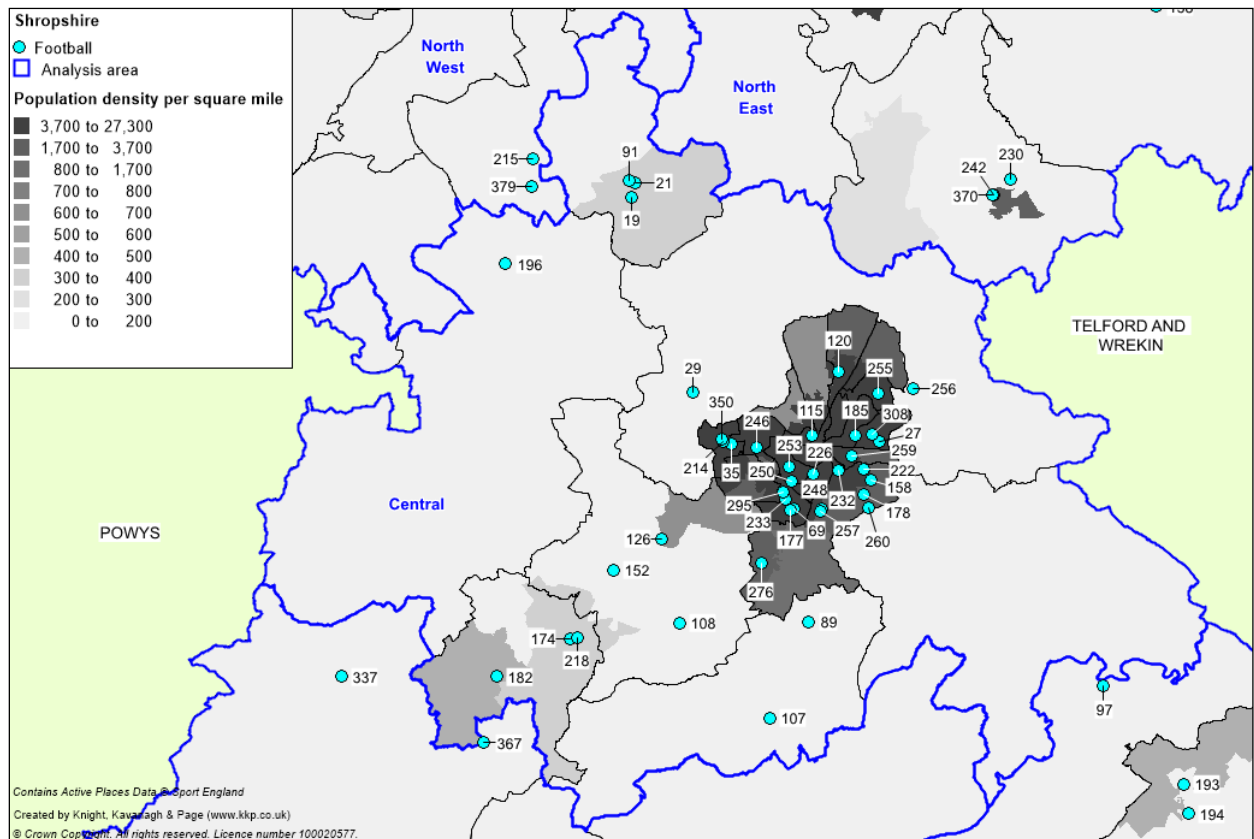 Shropshire
Football
Analysis area
Population density per square mile
3,700 to 27,300
1,700 to 3,700
800 to 1,700
700 to 800
600 to 700
500 to 600
400 to 500
300 to 400
200 to 300
0 to 200
North
West
North
East
TELFORD AND
WREKIN
POWYS
Central
91
215
21
379
19
196
230
242
370
120
29
255
256
350
115
185
308
246
27
253
226
259
214
35
250
222
248
158
295
232
178
233
69
257
177
260
126
152
276
108
89
174
218
337
182
107
97
367
193
194
Contains Active Places Data © Sport England
Created by Knight, Kavanagh & Page (www.kkp.co.uk)
© Crown Copyright. All rights reserved. Licence number 100020577.